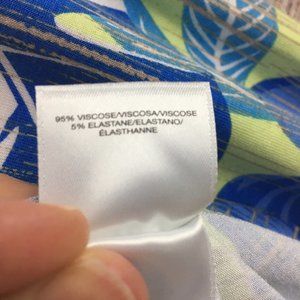 95% VISCOSE/VISCOSA/VISCOSE
5% ELASTANE/ELASTANO/
ÉLASTHANNE